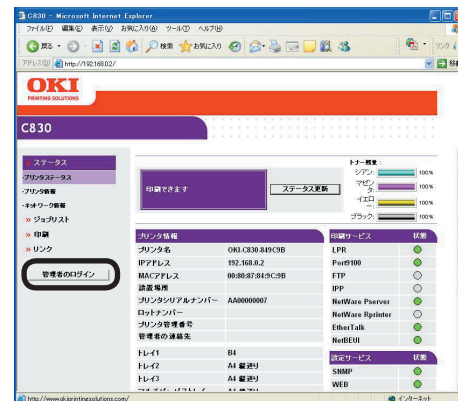 C830 - Microsoft Internet Explorer
ファイル(F) 編集(E) 表示(V) お気に入り(A) ツール(T) ヘルプ(H)
戻る 検索 お気に入り
アドレス(D) http://192.168.0.2/
OKI
PRINTING SOLUTIONS
C830
ステータス
・プリンタステータス
・プリンタ情報
・ネットワーク情報
» ジョブリスト
» 印刷
» リンク
管理者のログイン
印刷できます
ステータス更新
トナー残量:
シアン: 100%
マゼンタ: 100%
イエロー: 100%
ブラック: 100%
プリンタ情報
プリンタ名 OKI-C830-849C9B
IPアドレス 192.168.0.2
MACアドレス 00:80:87:84:9C:9B
設置場所
プリンタシリアルナンバー AA00000007
ロットナンバー
プリンタ管理番号
管理者の連絡先
トレイ1 B4
トレイ2 A4 縦送り
トレイ3 A4 縦送り
印刷サービス 状態
LPR
Port9100
FTP
IPP
NetWare Pserver
NetWare Rprinter
EtherTalk
NetBEUI
設定サービス 状態
SNMP
WEB
http://www.okiprintingsolutions.com/
インターネット